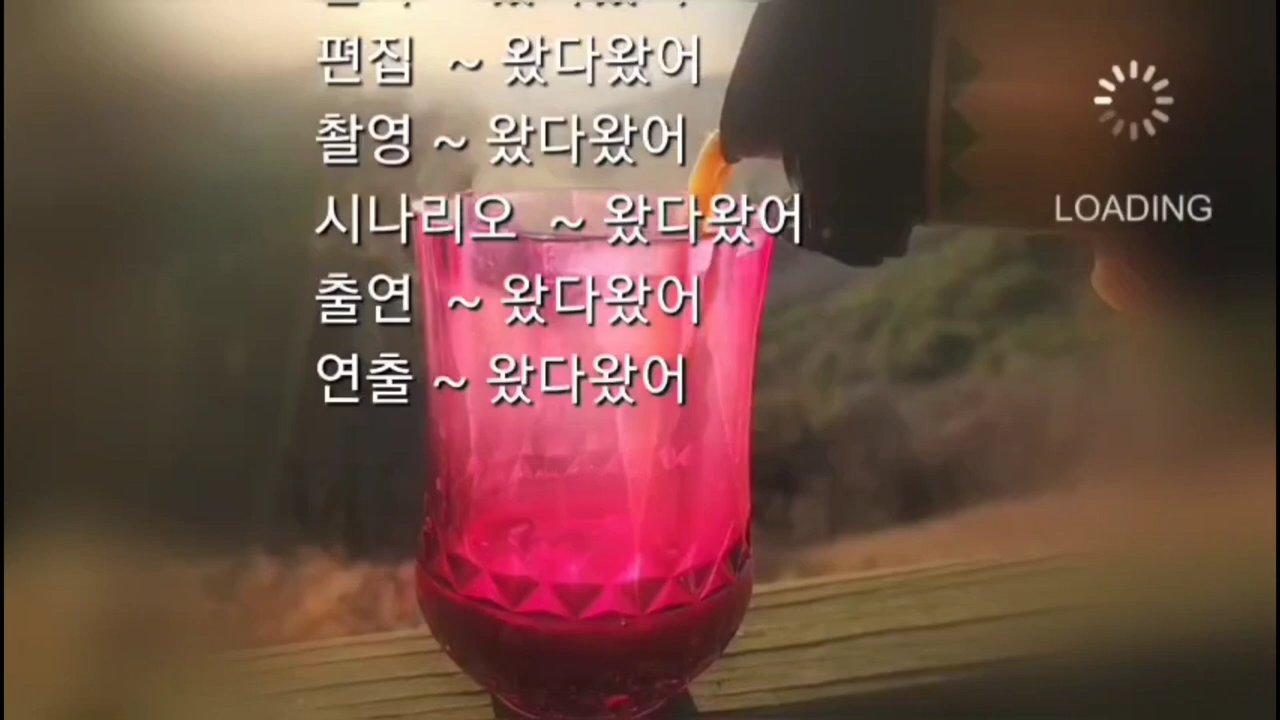 편집 ~ 왔다왔어
촬영 ~ 왔다왔어
LOADING
시나리오 ~ 왔다왔어
출연 ~ 왔다왔어
연출 ~ 왔다왔어